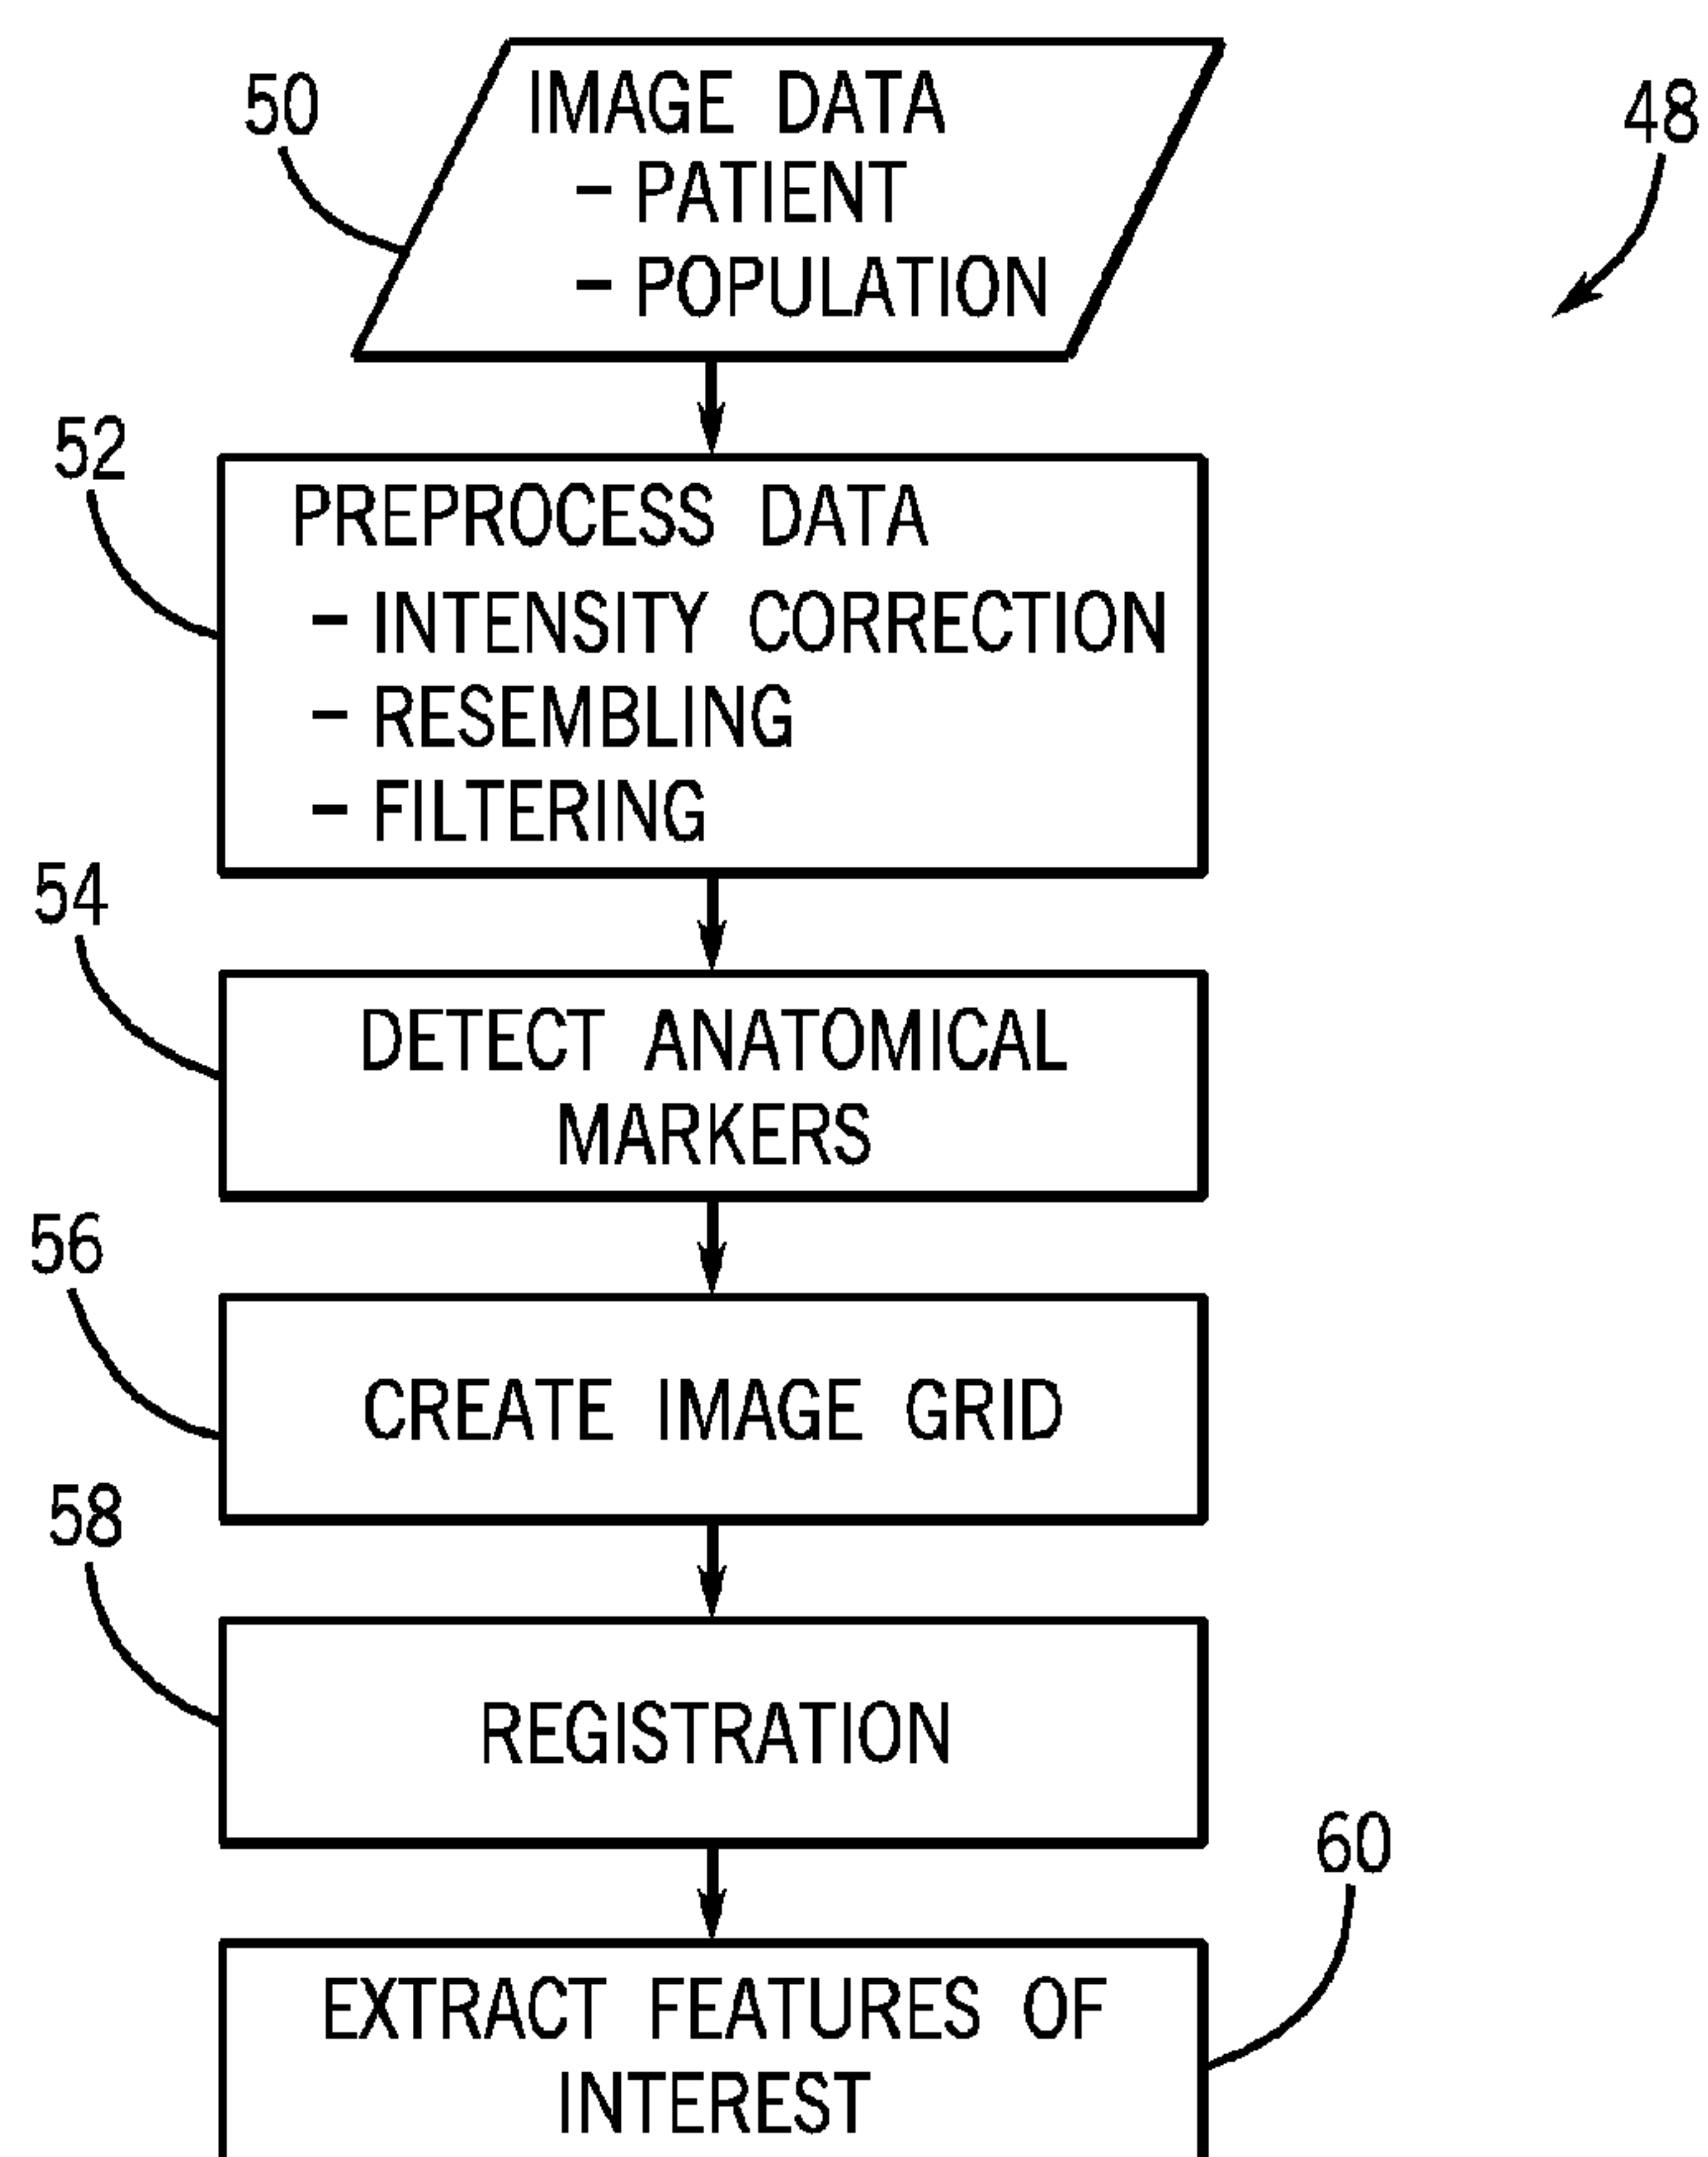 50
IMAGE DATA
- PATIENT
- POPULATION
48
52
PREPROCESS DATA
- INTENSITY CORRECTION
- RESEMBLING
- FILTERING
54
DETECT ANATOMICAL
MARKERS
56
CREATE IMAGE GRID
58
REGISTRATION
60
EXTRACT FEATURES OF
INTEREST